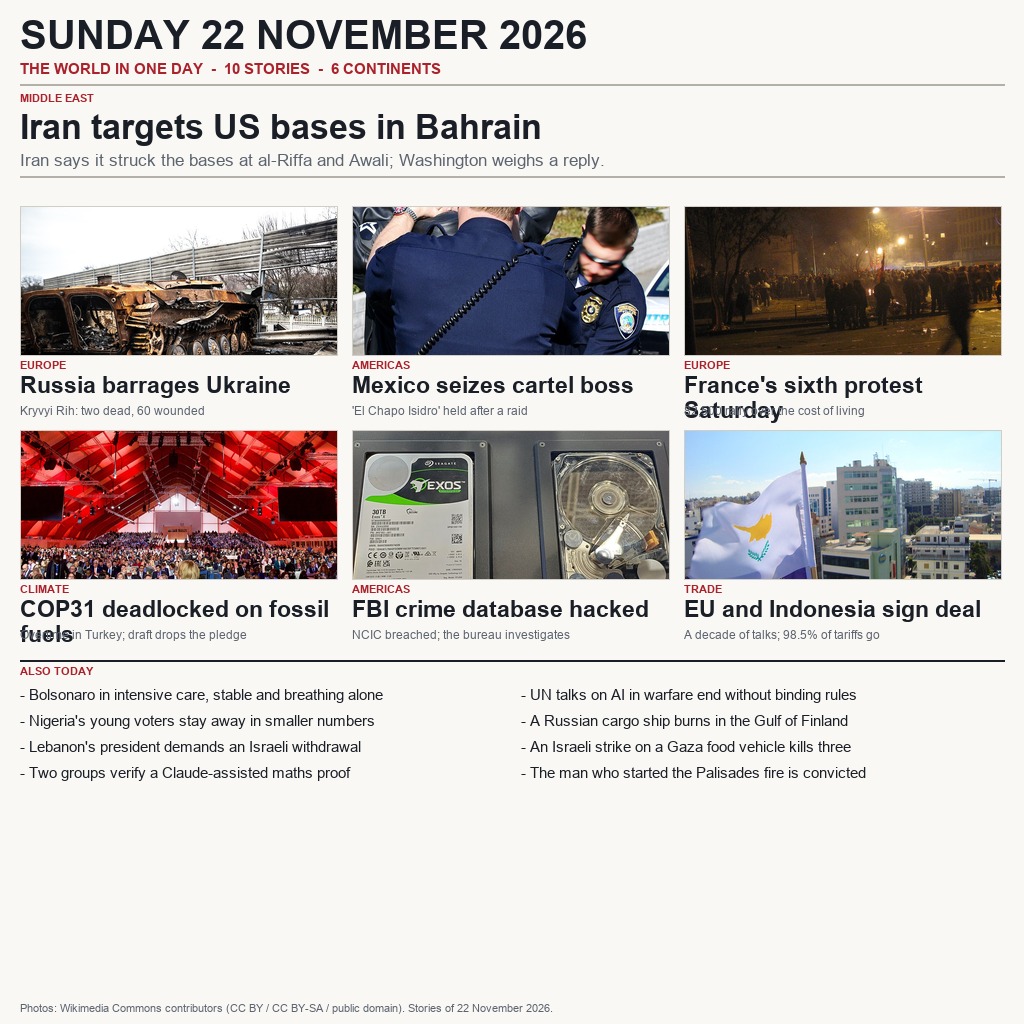 SUNDAY 22 NOVEMBER 2026
THE WORLD IN ONE DAY - 10 STORIES - 6 CONTINENTS
MIDDLE EAST
Iran targets US bases in Bahrain
Iran says it struck the bases at al-Riffa and Awali; Washington weighs a reply.
EUROPE
Russia barrages Ukraine
Kryvyi Rih: two dead, 60 wounded
AMERICAS
Mexico seizes cartel boss
'El Chapo Isidro' held after a raid
EUROPE
France's sixth protest
Saturday
the cost of living
CLIMATE
COP31 deadlocked on fossil
fuels
in Turkey; draft drops the pledge
SEAGATE
EXOS
30TB
AMERICAS
FBI crime database hacked
NCIC breached; the bureau investigates
TRADE
EU and Indonesia sign deal
A decade of talks; 98.5% of tariffs go
ALSO TODAY
- Bolsonaro in intensive care, stable and breathing alone
- Nigeria's young voters stay away in smaller numbers
- Lebanon's president demands an Israeli withdrawal
- Two groups verify a Claude-assisted maths proof
- UN talks on AI in warfare end without binding rules
- A Russian cargo ship burns in the Gulf of Finland
- An Israeli strike on a Gaza food vehicle kills three
- The man who started the Palisades fire is convicted
Photos: Wikimedia Commons contributors (CC BY / CC BY-SA / public domain). Stories of 22 November 2026.